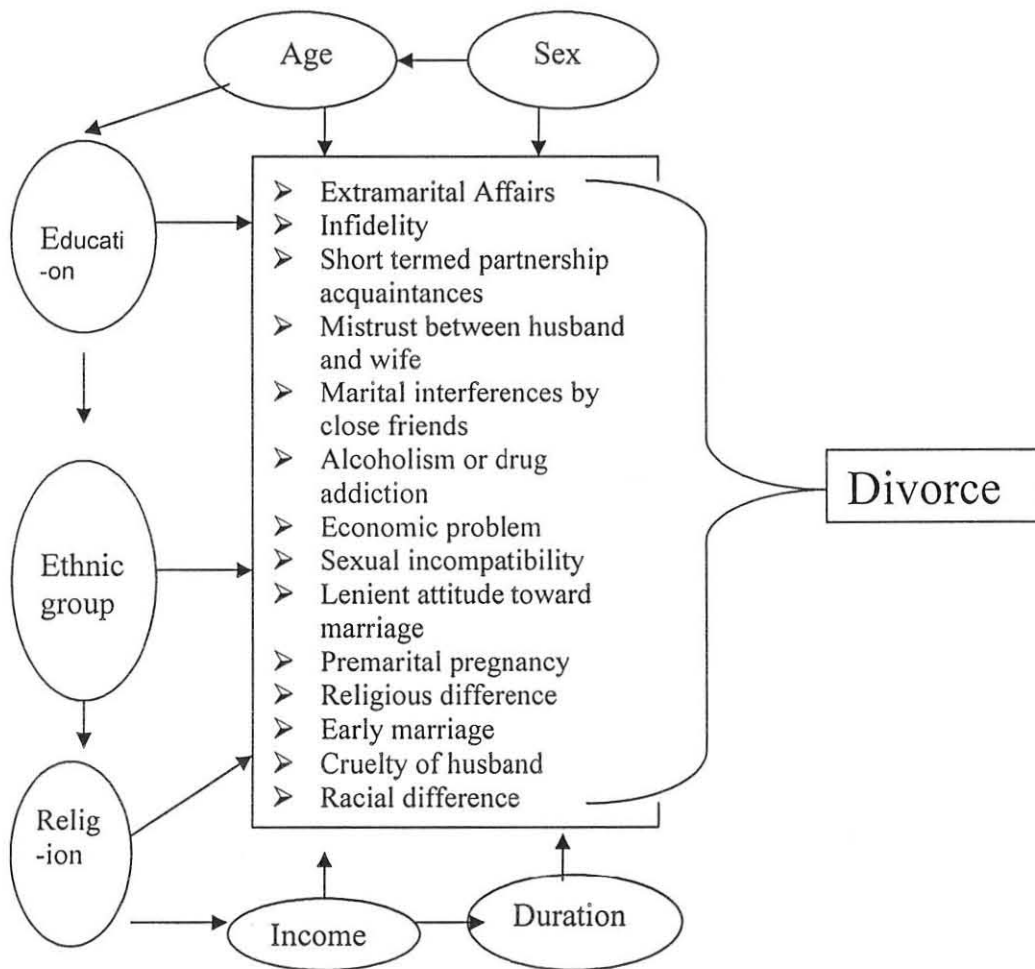 Age
Sex
Educati
-on
Ethnic
group
Relig
-ion
➢ Extramarital Affairs
➢ Infidelity
➢ Short termed partnership
acquaintances
➢ Mistrust between husband
and wife
➢ Marital interferences by
close friends
➢ Alcoholism or drug
addiction
➢ Economic problem
➢ Sexual incompatibility
➢ Lenient attitude toward
marriage
➢ Premarital pregnancy
➢ Religious difference
➢ Early marriage
➢ Cruelty of husband
➢ Racial difference
Divorce
Income
Duration